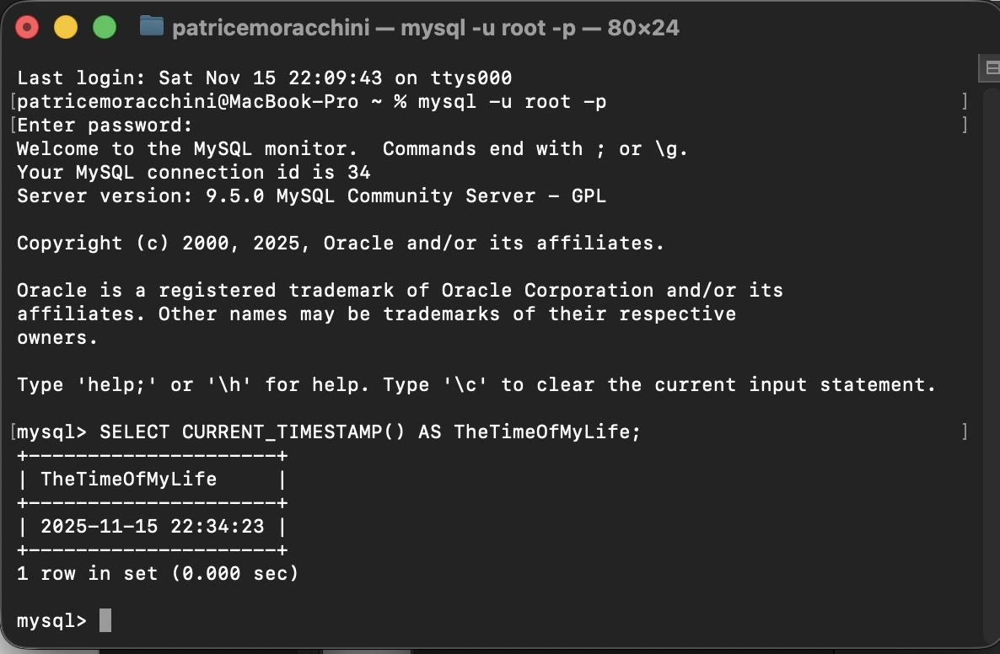 patricemoracchini — mysql -u root -p — 80×24
Last login: Sat Nov 15 22:09:43 on ttys000
[patricemoracchini@MacBook-Pro ~ % mysql -u root -p ]
[Enter password: ]
Welcome to the MySQL monitor.  Commands end with ; or \g.
Your MySQL connection id is 34
Server version: 9.5.0 MySQL Community Server - GPL
Copyright (c) 2000, 2025, Oracle and/or its affiliates.
Oracle is a registered trademark of Oracle Corporation and/or its
affiliates. Other names may be trademarks of their respective
owners.
Type 'help;' or '\h' for help. Type '\c' to clear the current input statement.
[mysql> SELECT CURRENT_TIMESTAMP() AS TheTimeOfMyLife; ]
+---------------------+
| TheTimeOfMyLife     |
+---------------------+
| 2025-11-15 22:34:23 |
+---------------------+
1 row in set (0.000 sec)
mysql>